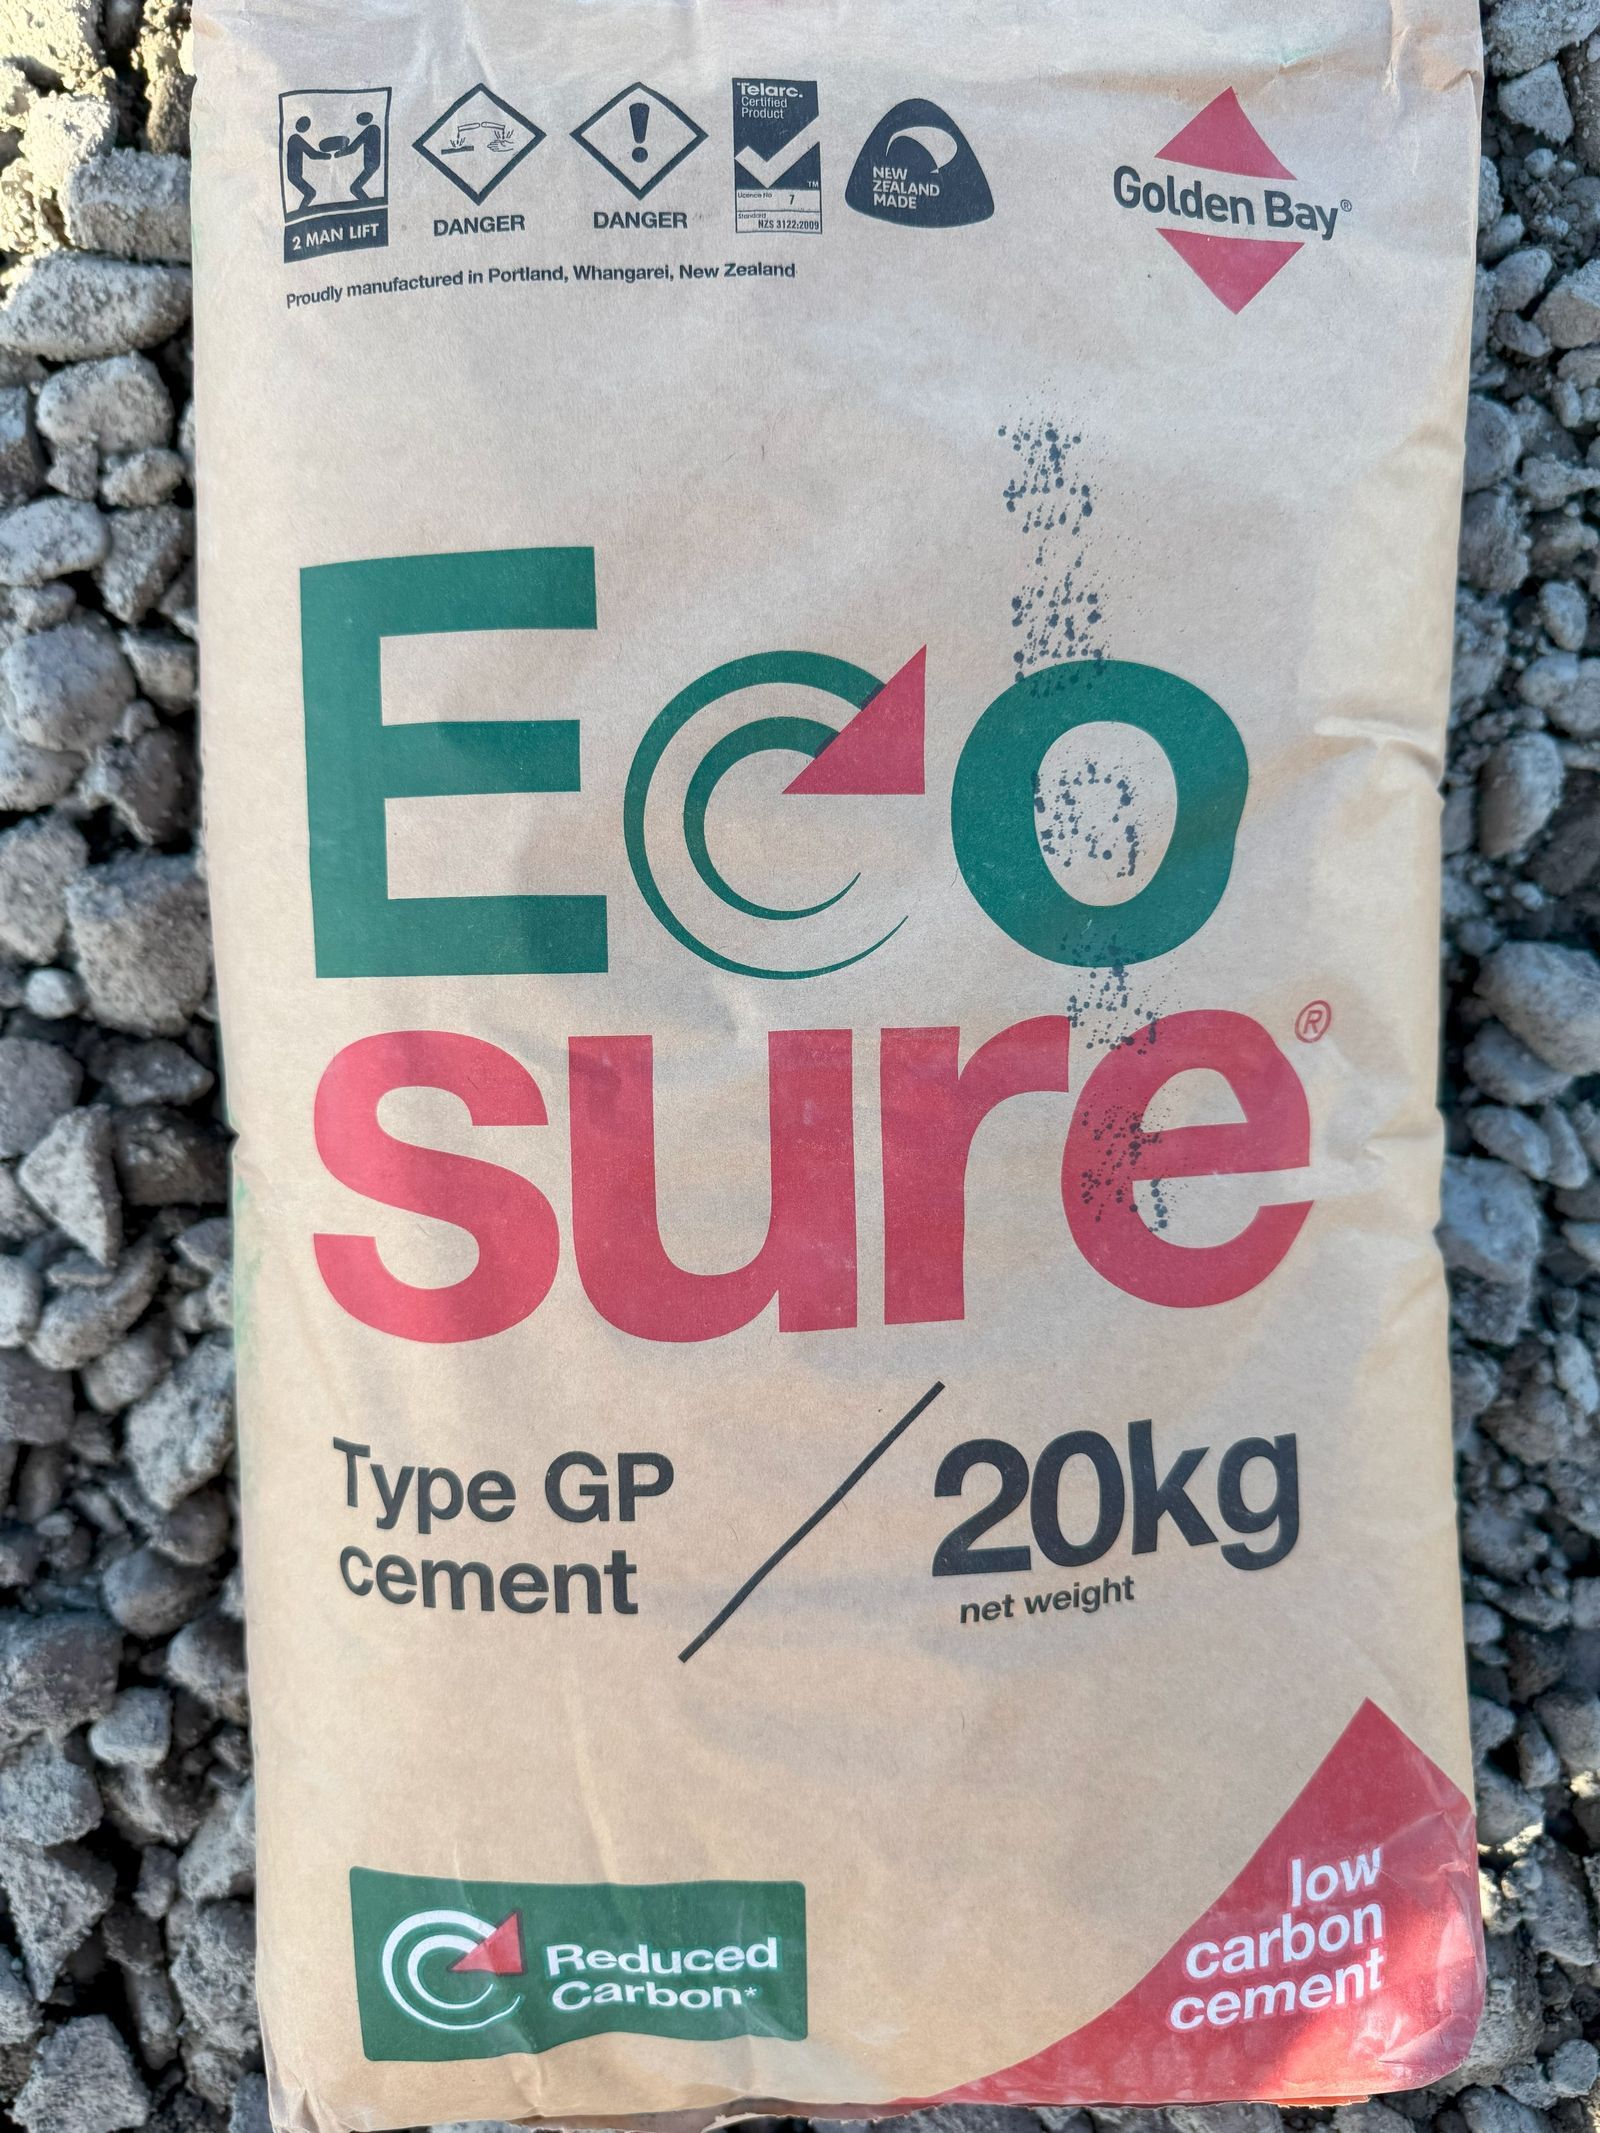 2 MAN LIFT
DANGER
DANGER
Telarc.
Certified
Product
TM
Licence No 7
Standard
NZS 3122:2009
NEW
ZEALAND
MADE
Golden Bay®
Proudly manufactured in Portland, Whangarei, New Zealand
Eco
sure®
Type GP
cement
20kg
net weight
Reduced
Carbon*
low
carbon
cement